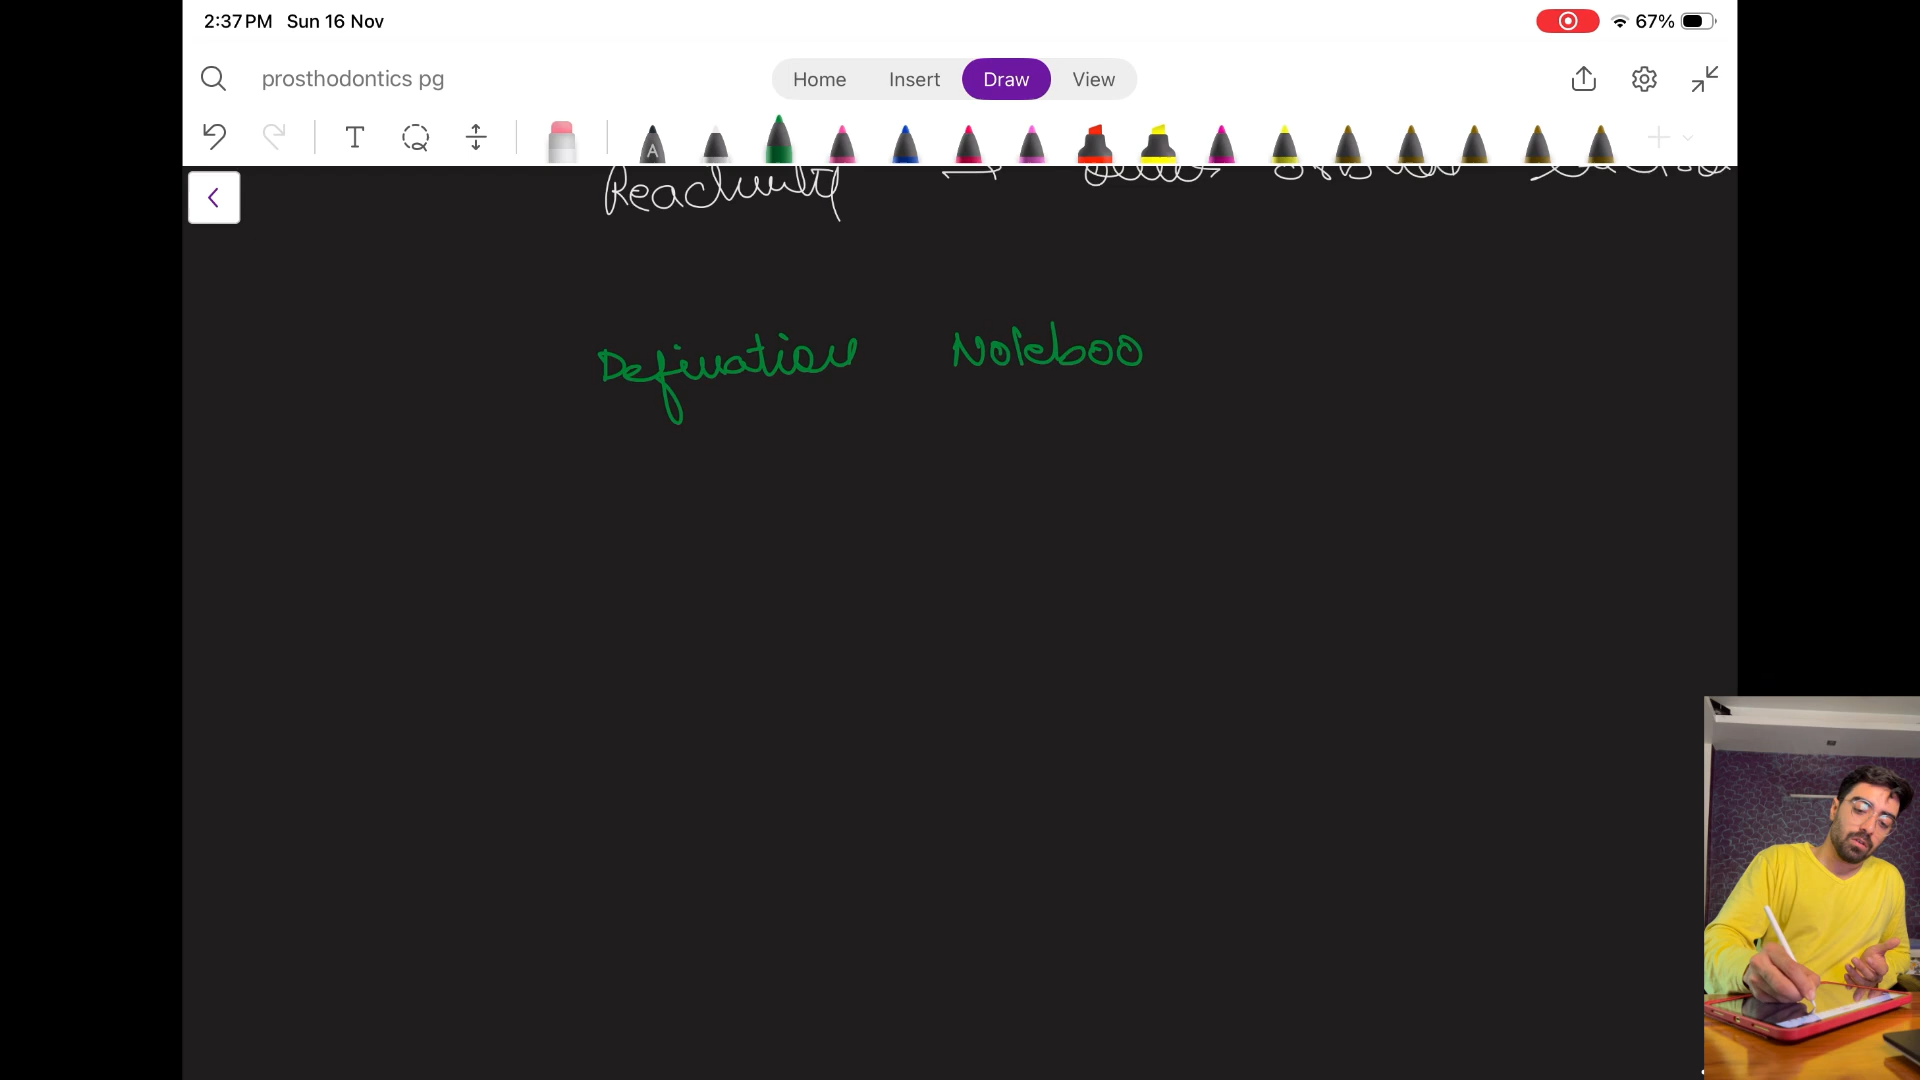 2:37 PM Sun 16 Nov 67%
prosthodontics pg Home Insert Draw View
T A
Reactivity
Defination Noteboo